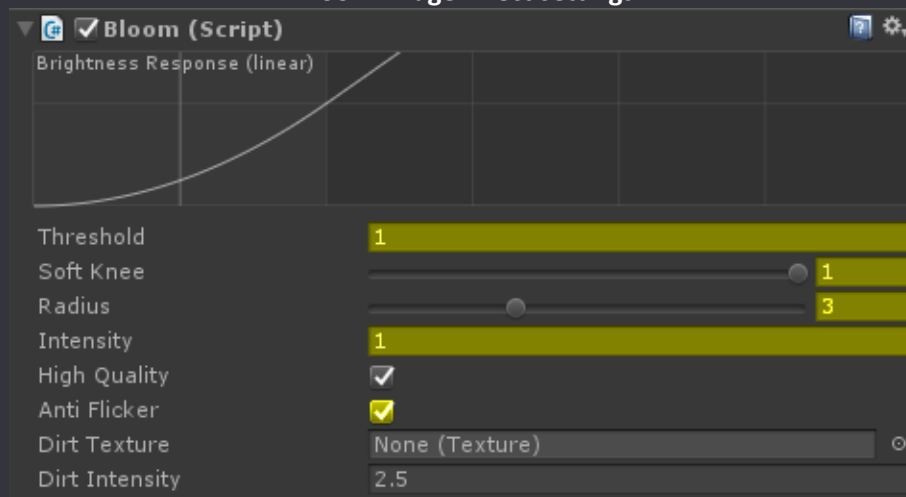 Bloom (Script)
Brightness Response (linear)
Threshold 1
Soft Knee 1
Radius 3
Intensity 1
High Quality
Anti Flicker
Dirt Texture None (Texture)
Dirt Intensity 2.5